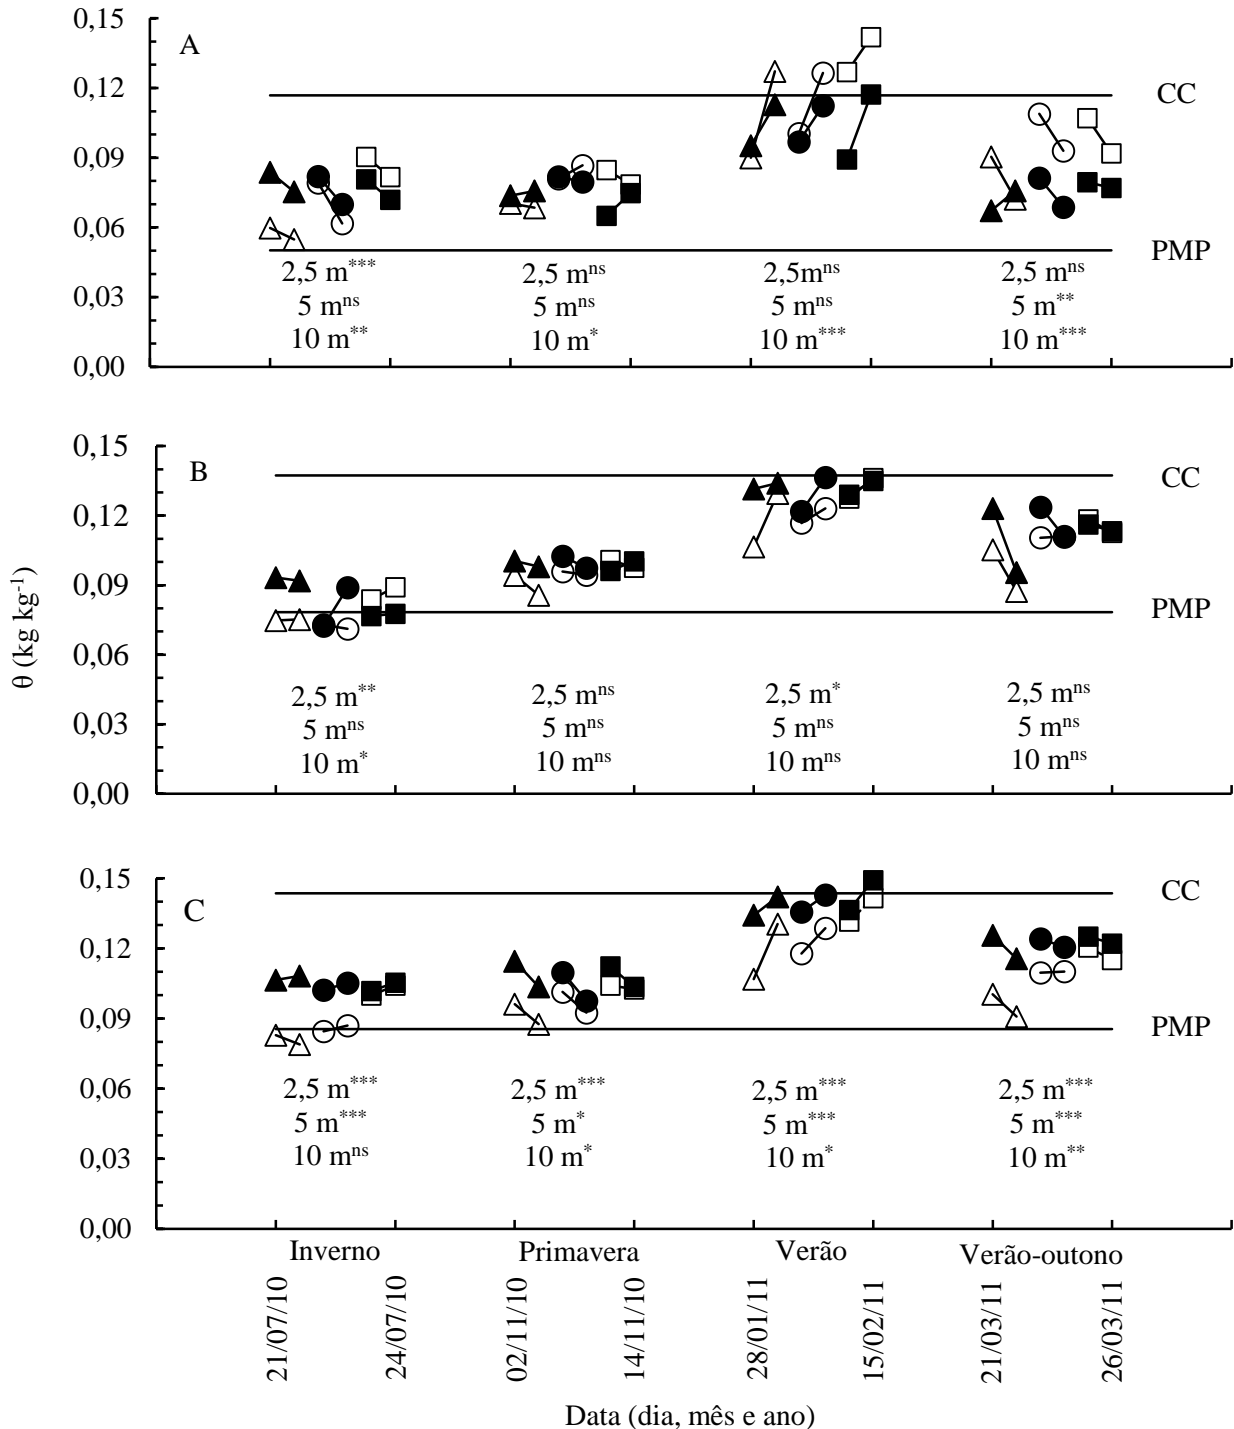 0,15
A
0,12
CC
0,09
0,06
PMP
2,5 m*** 2,5 mⁿˢ 2,5mⁿˢ 2,5 mⁿˢ
0,03
5 mⁿˢ 5 mⁿˢ 5 mⁿˢ 5 m**
10 m** 10 m* 10 m*** 10 m***
0,00
0,15
B
CC
0,12
0,09
PMP
0,06
θ (kg kg⁻¹)
2,5 m** 2,5 mⁿˢ 2,5 m* 2,5 mⁿˢ
0,03
5 mⁿˢ 5 mⁿˢ 5 mⁿˢ 5 mⁿˢ
10 m* 10 mⁿˢ 10 mⁿˢ 10 mⁿˢ
0,00
0,15
CC
C
0,12
0,09
PMP
0,06
2,5 m*** 2,5 m*** 2,5 m*** 2,5 m***
5 m*** 5 m* 5 m*** 5 m***
0,03
10 mⁿˢ 10 m* 10 m* 10 m**
0,00
Inverno Primavera Verão Verão-outono
21/07/10 24/07/10 02/11/10 14/11/10 28/01/11 15/02/11 21/03/11 26/03/11
Data (dia, mês e ano)